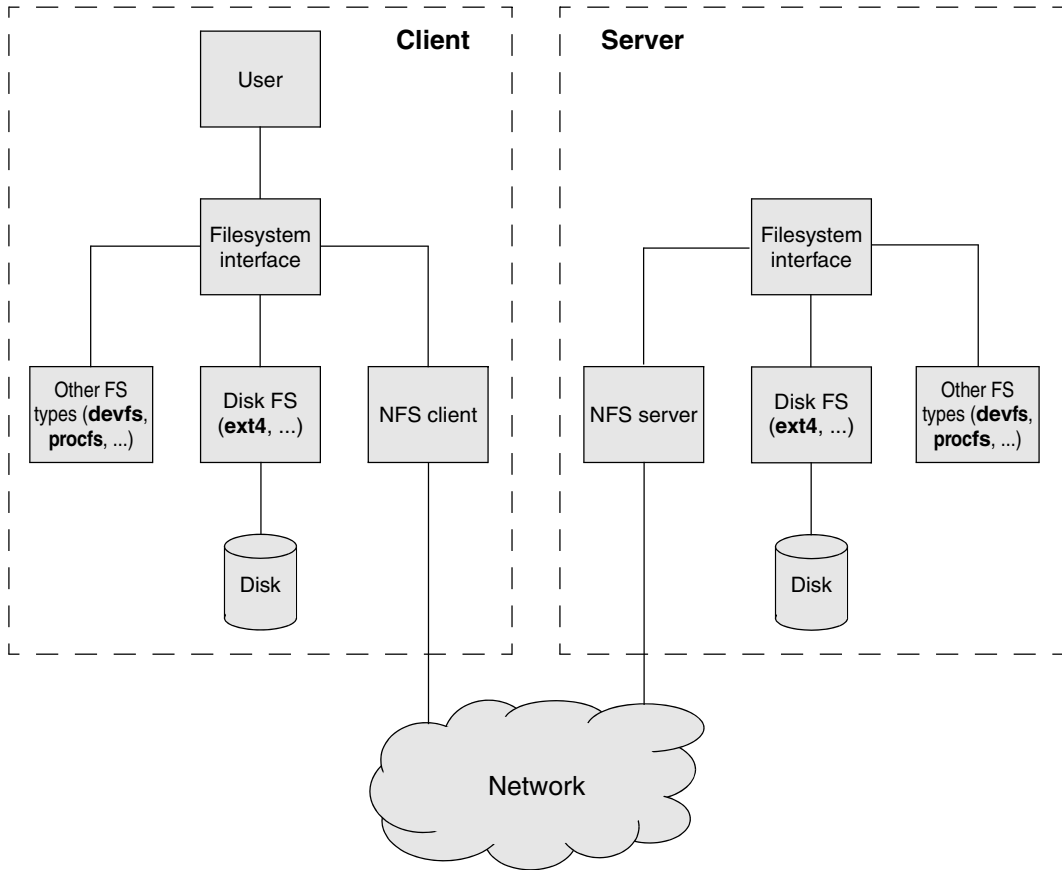 Client
Server
User
Filesystem
interface
Filesystem
interface
Other FS
types (devfs,
procfs, ...)
Disk FS
(ext4, ...)
NFS client
NFS server
Disk FS
(ext4, ...)
Other FS
types (devfs,
procfs, ...)
Disk
Disk
Network